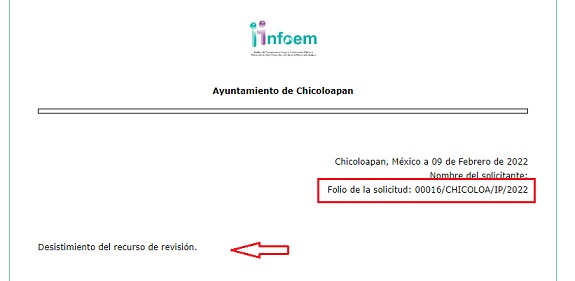 infoem
Ayuntamiento de Chicoloapan
Chicoloapan, México a 09 de Febrero de 2022
Nombre del solicitante:
Folio de la solicitud: 00016/CHICOLOA/IP/2022
Desistimiento del recurso de revisión.